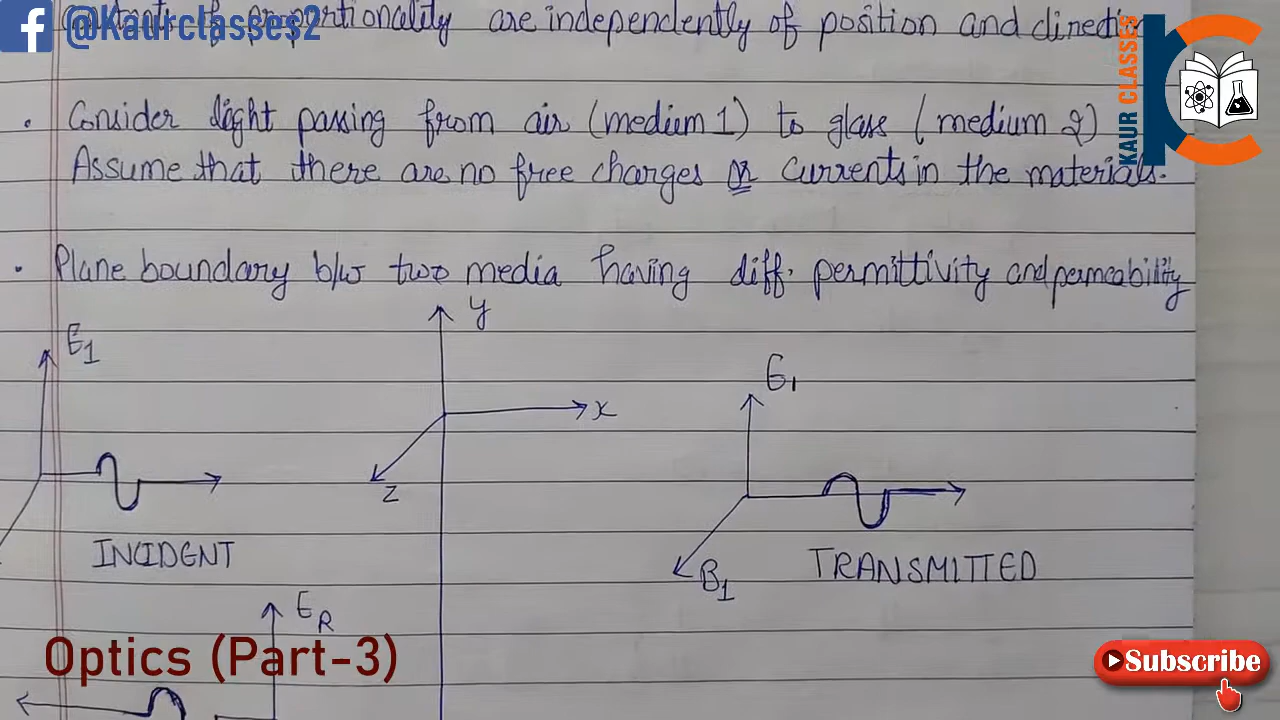 @Kaurclasses2
of proportionality are independently of position and direction
KAUR CLASSES
• Consider light passing from air (medium 1) to glass (medium 2)
Assume that there are no free charges or currents in the materials.
• Plane boundary b/w two media having diff. permittivity and permeability
y
E1
E1
x
z
INCIDENT
B1
TRANSMITTED
ER
Optics (Part-3)
Subscribe